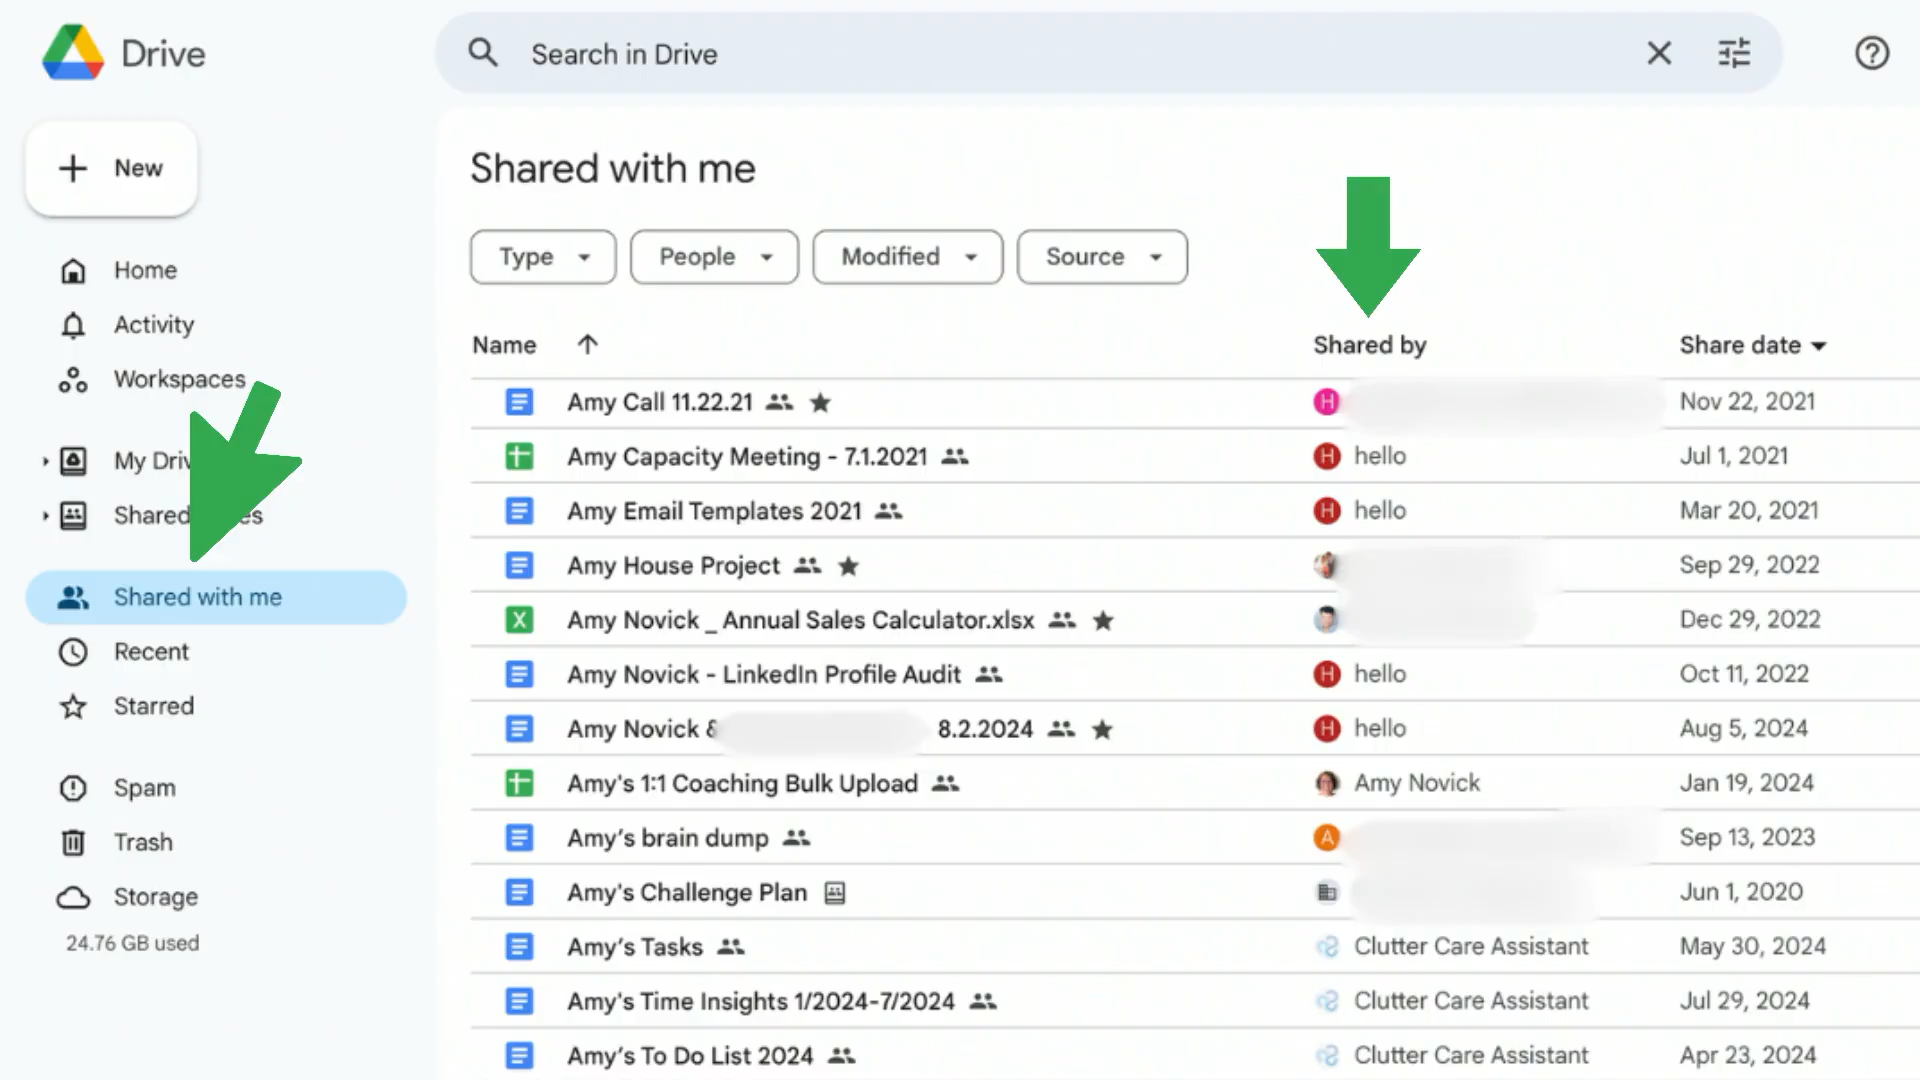 Drive
Search in Drive
New
Home
Activity
Workspaces
My Driv
Shared es
Shared with me
Recent
Starred
Spam
Trash
Storage
24.76 GB used
Shared with me
Type People Modified Source
Name Shared by Share date
Amy Call 11.22.21 H Nov 22, 2021
Amy Capacity Meeting - 7.1.2021 H hello Jul 1, 2021
Amy Email Templates 2021 H hello Mar 20, 2021
Amy House Project Sep 29, 2022
X Amy Novick _ Annual Sales Calculator.xlsx Dec 29, 2022
Amy Novick - LinkedIn Profile Audit H hello Oct 11, 2022
Amy Novick & 8.2.2024 H hello Aug 5, 2024
Amy's 1:1 Coaching Bulk Upload Amy Novick Jan 19, 2024
Amy's brain dump A Sep 13, 2023
Amy's Challenge Plan Jun 1, 2020
Amy's Tasks Clutter Care Assistant May 30, 2024
Amy's Time Insights 1/2024-7/2024 Clutter Care Assistant Jul 29, 2024
Amy's To Do List 2024 Clutter Care Assistant Apr 23, 2024